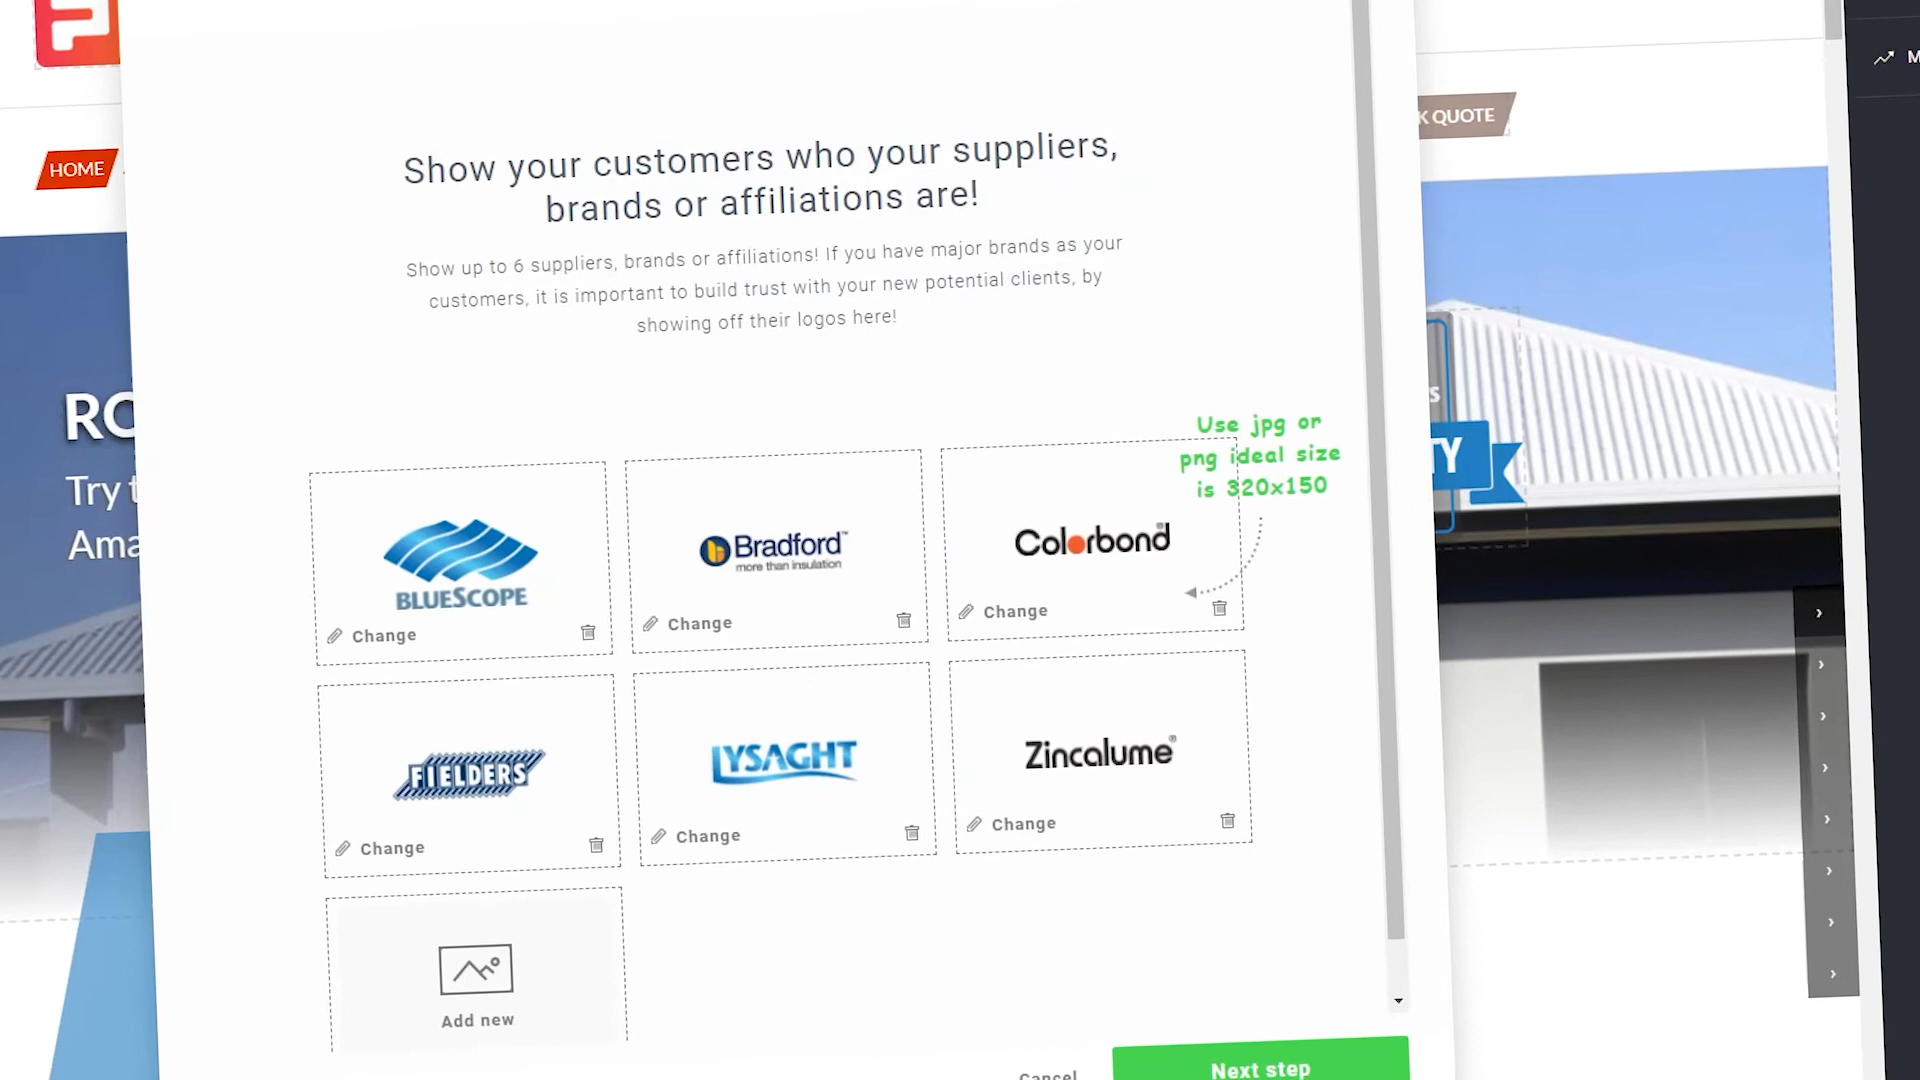 HOME
K QUOTE
Show your customers who your suppliers,
brands or affiliations are!
Show up to 6 suppliers, brands or affiliations! If you have major brands as your
customers, it is important to build trust with your new potential clients, by
showing off their logos here!
Try
Use jpg or
png ideal size
is 320x150
BLUESCOPE
Change
Bradford™
more than insulation
Change
Colorbond®
Change
FIELDERS
Change
LYSAGHT
Change
Zincalume®
Change
Add new
Cancel
Next step